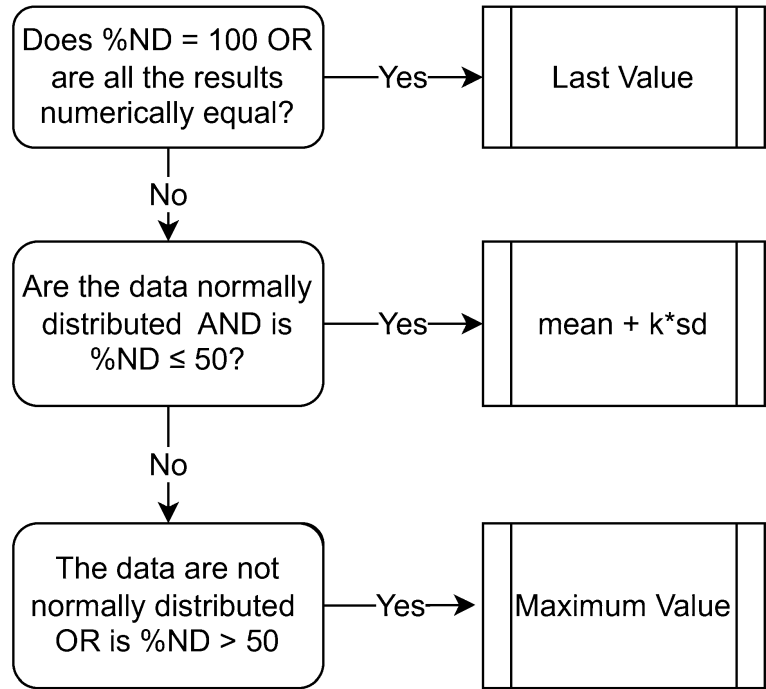 Does %ND = 100 OR
are all the results
numerically equal?
Yes
Last Value
No
Are the data normally
distributed AND is
%ND ≤ 50?
Yes
mean + k*sd
No
The data are not
normally distributed
OR is %ND > 50
Yes
Maximum Value